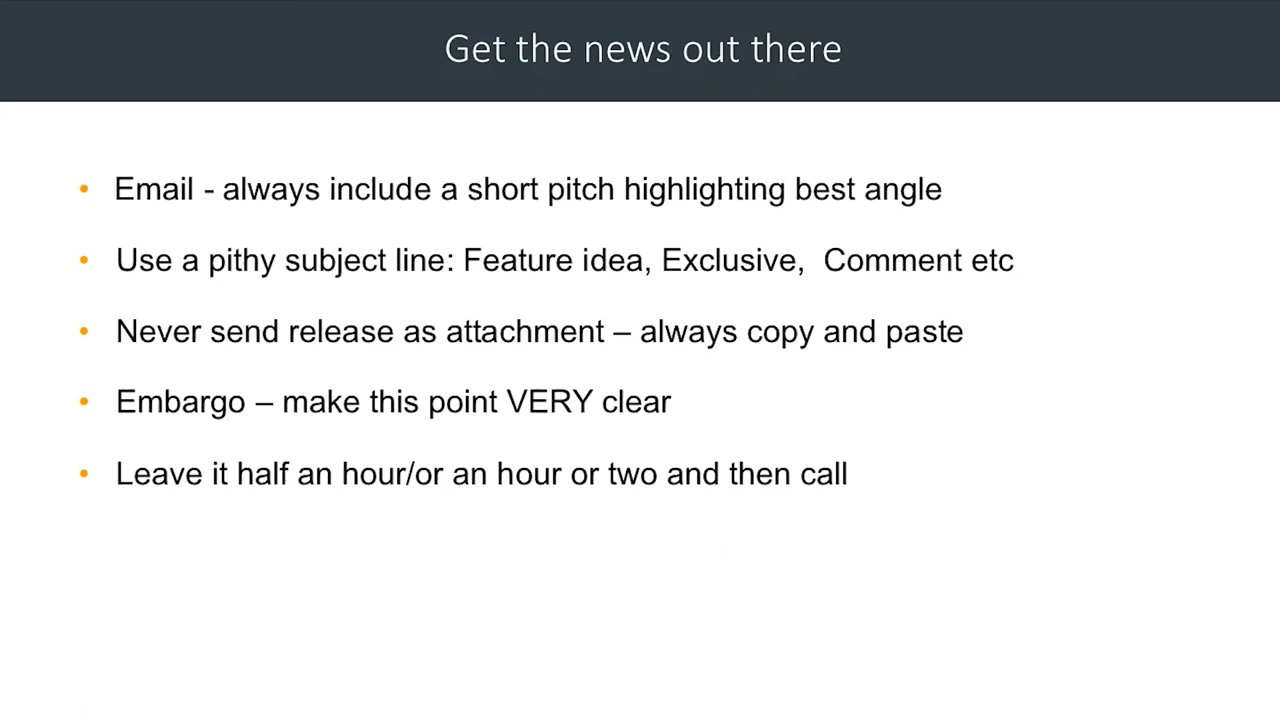 Get the news out there
• Email - always include a short pitch highlighting best angle
• Use a pithy subject line: Feature idea, Exclusive,  Comment etc
• Never send release as attachment – always copy and paste
• Embargo – make this point VERY clear
• Leave it half an hour/or an hour or two and then call